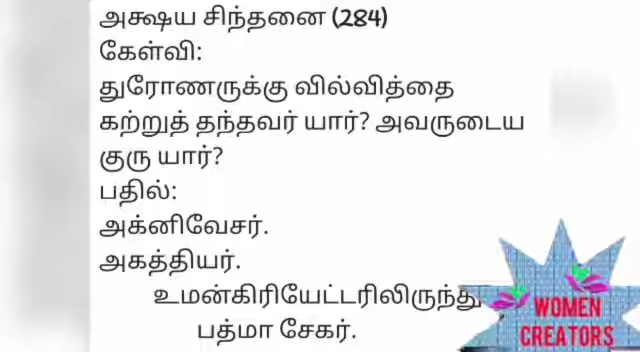 அக்ஷய சிந்தனை (284)
கேள்வி:
துரோணருக்கு வில்வித்தை
கற்றுத் தந்தவர் யார்? அவருடைய
குரு யார்?
பதில்:
அக்னிவேசர்.
அகத்தியர்.
உமன்கிரியேட்டரிலிருந்து
பத்மா சேகர்.
WOMEN
CREATORS